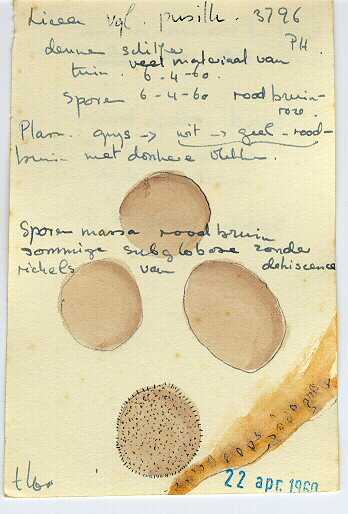 Licea vgl. pusilla. 3796
dennen schilfer PH.
veel materiaal van
tuin. 6-4-60.
Sporen 6-4-60 roodbruin-
roze.
Plasm. grijs -> wit -> geel-rood-
bruin met donkere vlekken.
Sporen massa roodbruin
sommige subglobose zonder
richels van dehiscence
22 apr. 1960